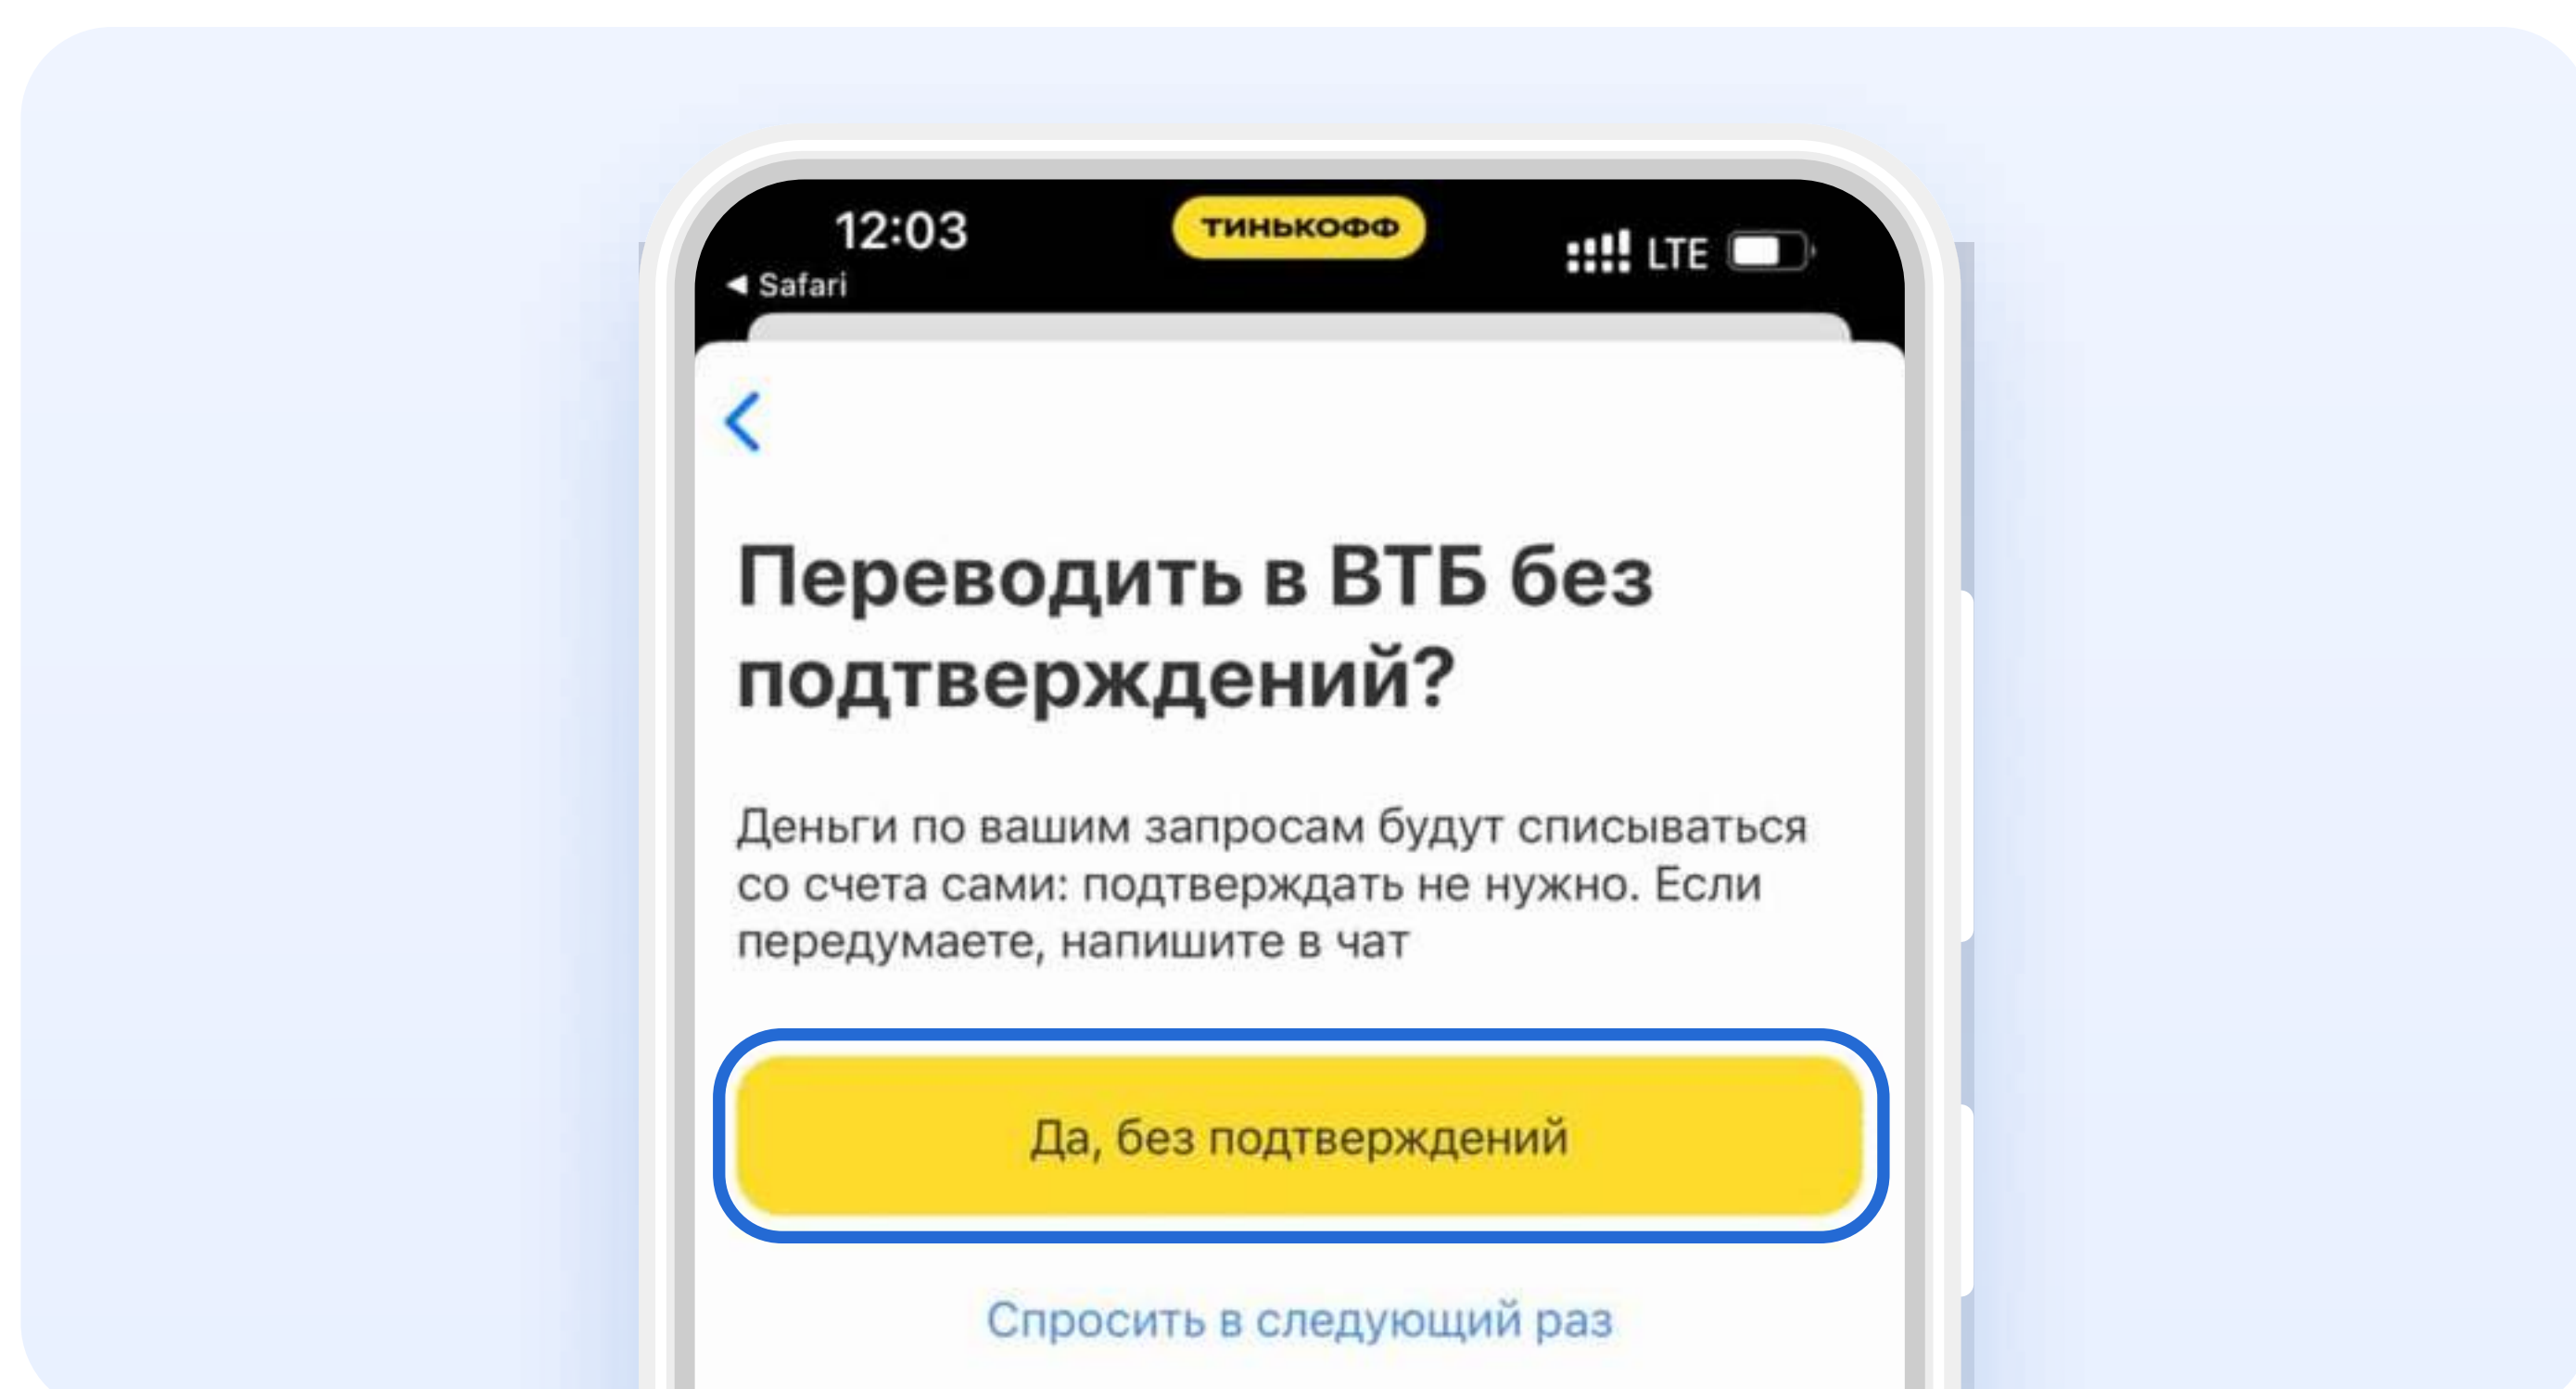 12:03
ТИНЬКОФФ
LTE
Safari
Переводить в ВТБ без
подтверждений?
Деньги по вашим запросам будут списываться
со счета сами: подтверждать не нужно. Если
передумаете, напишите в чат
Да, без подтверждений
Спросить в следующий раз